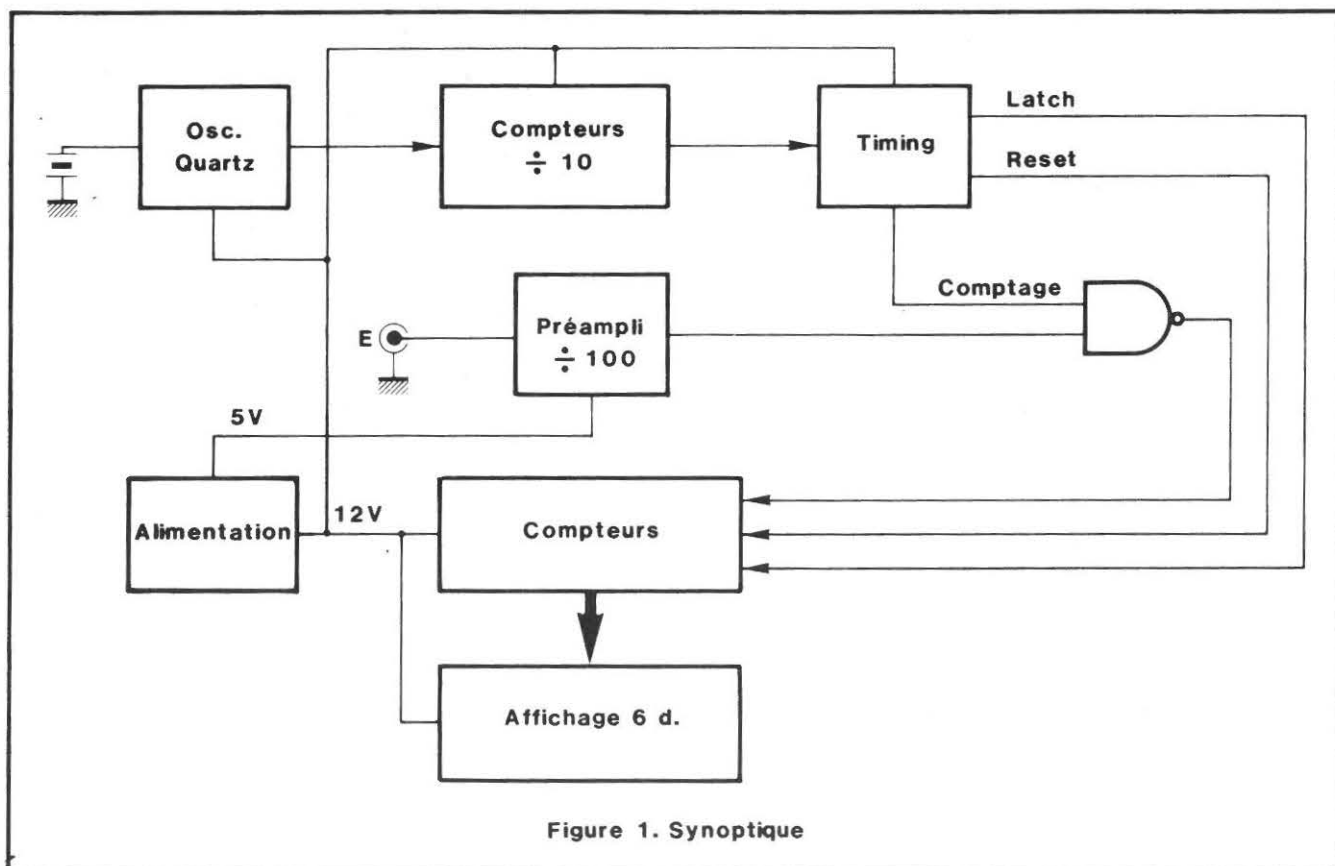 Osc.
Quartz
Compteurs
÷ 10
Timing
Latch
Reset
Comptage
E
Préampli
÷ 100
5V
Alimentation
12V
Compteurs
Affichage 6 d.
Figure 1. Synoptique